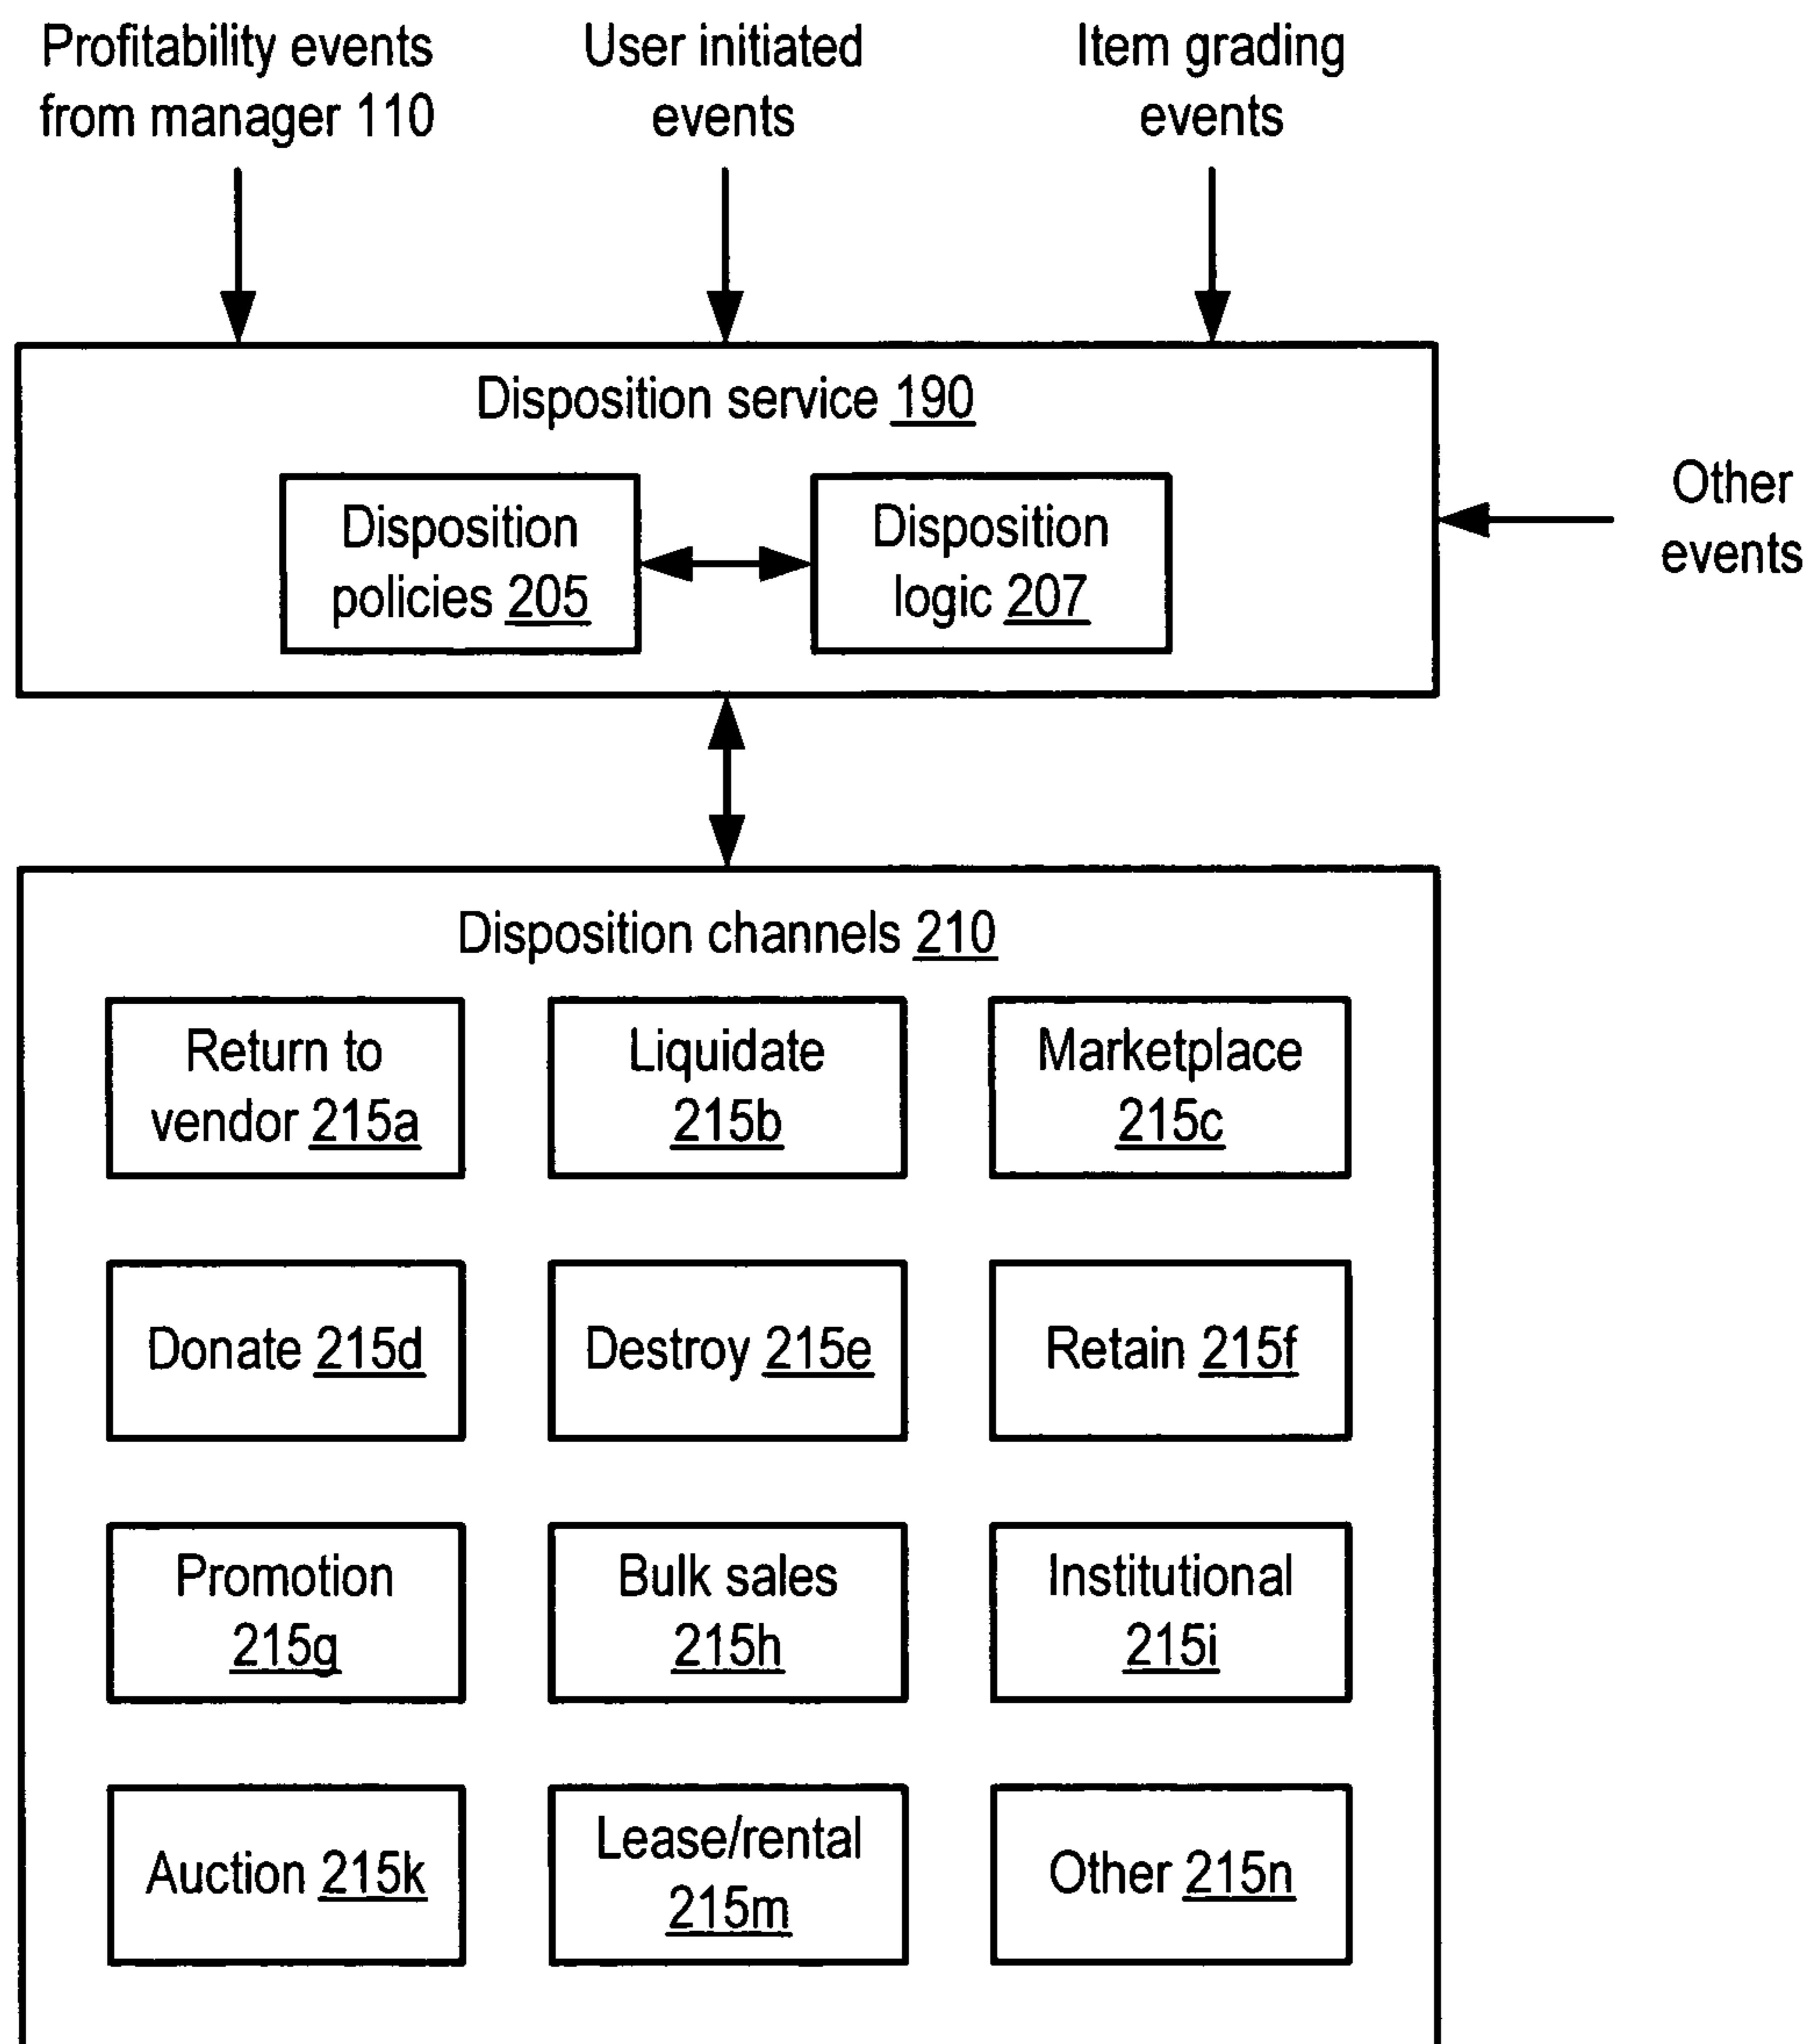 Profitability events
from manager 110
User initiated
events
Item grading
events
Disposition service 190
Disposition
policies 205
Disposition
logic 207
Other
events
Disposition channels 210
Return to
vendor 215a
Liquidate
215b
Marketplace
215c
Donate 215d
Destroy 215e
Retain 215f
Promotion
215g
Bulk sales
215h
Institutional
215i
Auction 215k
Lease/rental
215m
Other 215n